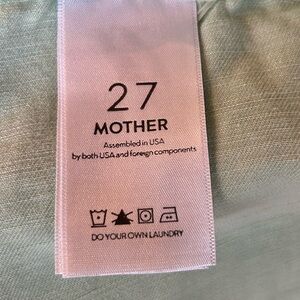 27
MOTHER
Assembled in USA
by both USA and foreign components
DO YOUR OWN LAUNDRY